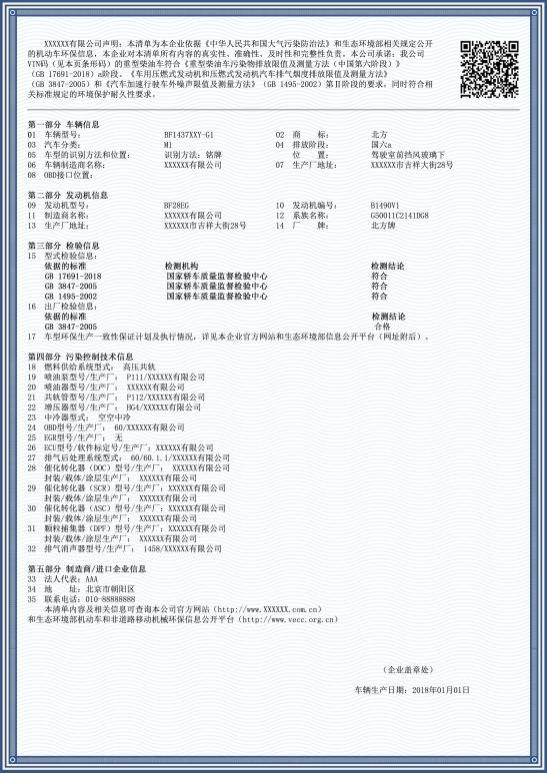 XXXXXX有限公司声明：本清单为本企业依据《中华人民共和国大气污染防治法》和生态环境部相关规定公开
的机动车环保信息，本企业对本清单所有内容的真实性、准确性、及时性和完整性负责。本公司承诺：我公司
VIN码（见本页条形码）的重型柴油车符合《重型柴油车污染物排放限值及测量方法（中国第六阶段）》
（GB 17691-2018）a阶段、《车用压燃式发动机和压燃式发动机汽车排气烟度排放限值及测量方法》
（GB 3847-2005）和《汽车加速行驶车外噪声限值及测量方法》（GB 1495-2002）第Ⅱ阶段的要求，同时符合相
关标准规定的环境保护耐久性要求。
第一部分 车辆信息
01 车辆型号： BF1437XXY-G1 02 商 标： 北方
03 汽车分类： M1 04 排放阶段： 国六a
05 车型的识别方法和位置： 识别方法：铭牌 位 置： 驾驶室前挡风玻璃下
06 车辆制造商名称： XXXXXX有限公司 07 生产厂地址： XXXXXX市吉祥大街28号
08 OBD接口位置：
第二部分 发动机信息
09 发动机型号： BF28EG 10 发动机编号： B1490V1
11 制造商名称： XXXXXX有限公司 12 系族名称： G50011C2141DG8
13 生产厂地址： XXXXXX市吉祥大街28号 14 厂 牌： 北方牌
第三部分 检验信息
15 型式检验信息：
依据的标准 检测机构 检测结论
GB 17691-2018 国家轿车质量监督检验中心 符合
GB 3847-2005 国家轿车质量监督检验中心 符合
GB 1495-2002 国家轿车质量监督检验中心 符合
16 出厂检验信息：
依据的标准 检测结论
GB 3847-2005 合格
17 车型环保生产一致性保证计划及执行情况，详见本企业官方网站和生态环境部信息公开平台（网址附后）。
第四部分 污染控制技术信息
18 燃料供给系统型式： 高压共轨
19 喷油泵型号/生产厂： P111/XXXXXX有限公司
20 喷油器型号/生产厂： XXXXXX有限公司
21 共轨管型号/生产厂： P112/XXXXXX有限公司
22 增压器型号/生产厂： HG4/XXXXXX有限公司
23 中冷器型式： 空空中冷
24 OBD型号/生产厂： 60/XXXXXX有限公司
25 EGR型号/生产厂： 无
26 ECU型号/软件标定号/生产厂：XXXXXX有限公司
27 排气后处理系统型式： 60/60.1.1/XXXXXX有限公司
28 催化转化器（DOC）型号/生产厂： XXXXXX有限公司
封装/载体/涂层生产厂： XXXXXX有限公司
29 催化转化器（SCR）型号/生产厂： XXXXXX有限公司
封装/载体/涂层生产厂： XXXXXX有限公司
30 催化转化器（ASC）型号/生产厂： XXXXXX有限公司
封装/载体/涂层生产厂： XXXXXX有限公司
31 颗粒捕集器（DPF）型号/生产厂： XXXXXX有限公司
封装/载体/涂层生产厂： XXXXXX有限公司
32 排气消声器型号/生产厂： 1458/XXXXXX有限公司
第五部分 制造商/进口企业信息
33 法人代表：AAA
34 地 址：北京市朝阳区
35 联系电话：010-88888888
本清单内容及相关信息可查询本公司官方网站（http://www.XXXXXX.com.cn）
和生态环境部机动车和非道路移动机械环保信息公开平台（http://www.vecc.org.cn）
（企业盖章处）
车辆生产日期：2018年01月01日